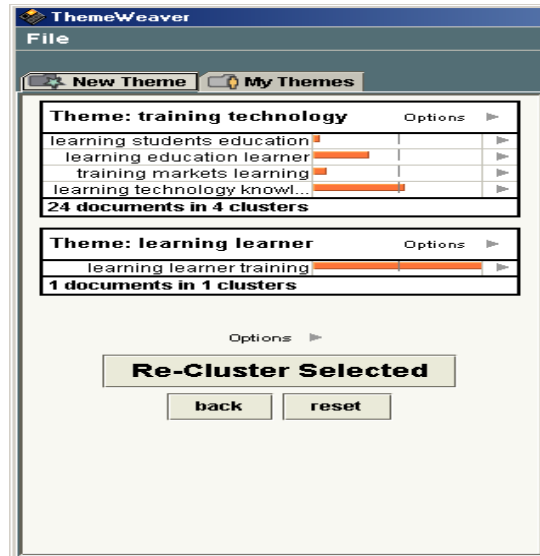 ThemeWeaver
File
New Theme My Themes
Theme: training technology Options
learning students education
learning education learner
training markets learning
learning technology knowl...
24 documents in 4 clusters
Theme: learning learner Options
learning learner training
1 documents in 1 clusters
Options
Re-Cluster Selected
back reset